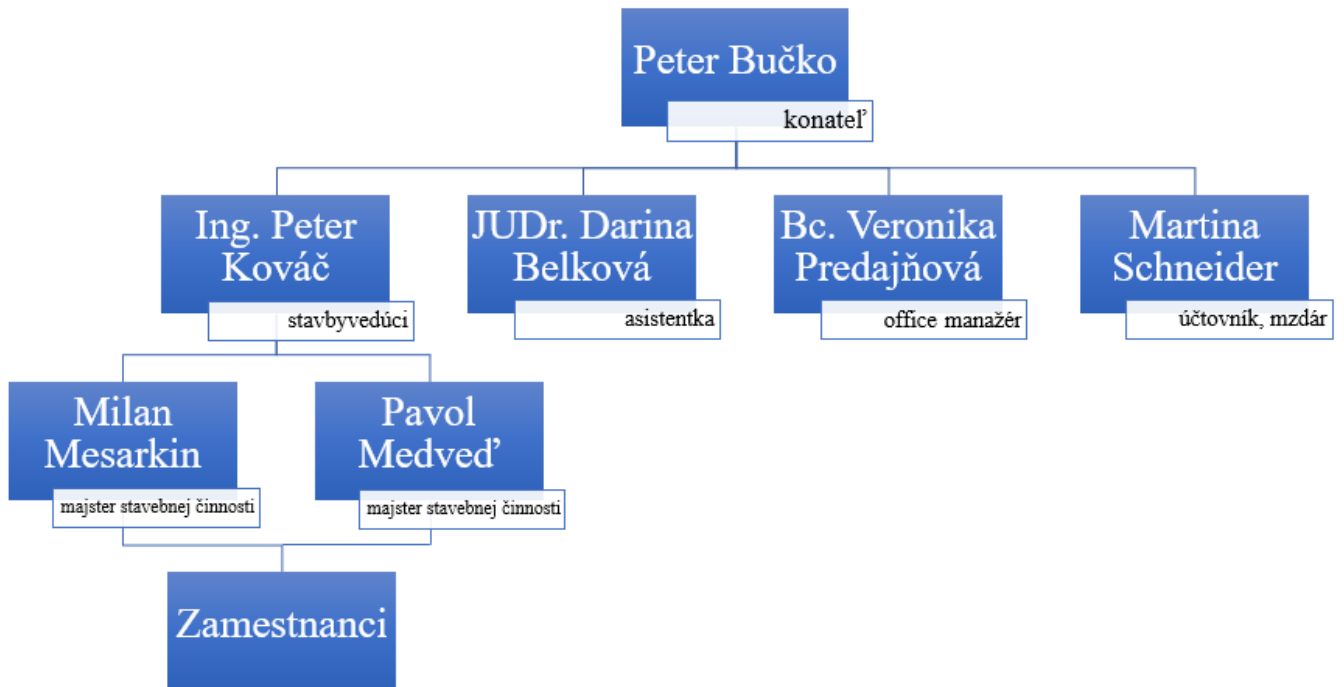 Peter Bučko
konateľ
Ing. Peter
Kováč
stavbyvedúci
JUDr. Darina
Belková
asistentka
Bc. Veronika
Predajňová
office manažér
Martina
Schneider
účtovník, mzdár
Milan
Mesarkin
majster stavebnej činnosti
Pavol
Medveď
majster stavebnej činnosti
Zamestnanci